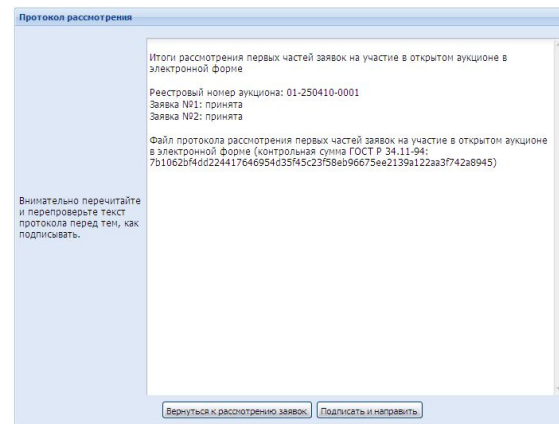 Протокол рассмотрения
Итоги рассмотрения первых частей заявок на участие в открытом аукционе в
электронной форме
Реестровый номер аукциона: 01-250410-0001
Заявка №1: принята
Заявка №2: принята
Файл протокола рассмотрения первых частей заявок на участие в открытом аукционе
в электронной форме (контрольная сумма ГОСТ Р 34.11-94:
7b1062bf4dd224417646954d35f45c23f58eb96675ee2139a122aa3f742a8945)
Внимательно перечитайте
и перепроверьте текст
протокола перед тем, как
подписывать.
Вернуться к рассмотрению заявок
Подписать и направить